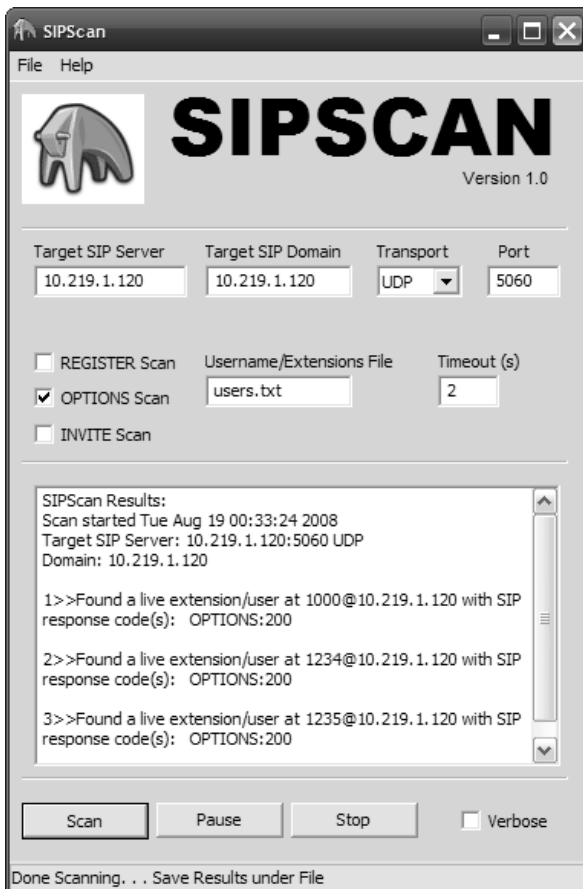 SIPScan
File Help
SIPSCAN
Version 1.0
Target SIP Server Target SIP Domain Transport Port
10.219.1.120 10.219.1.120 UDP 5060
REGISTER Scan Username/Extensions File Timeout (s)
OPTIONS Scan users.txt 2
INVITE Scan
SIPScan Results:
Scan started Tue Aug 19 00:33:24 2008
Target SIP Server: 10.219.1.120:5060 UDP
Domain: 10.219.1.120
1>>Found a live extension/user at 1000@10.219.1.120 with SIP
response code(s): OPTIONS:200
2>>Found a live extension/user at 1234@10.219.1.120 with SIP
response code(s): OPTIONS:200
3>>Found a live extension/user at 1235@10.219.1.120 with SIP
response code(s): OPTIONS:200
Scan Pause Stop Verbose
Done Scanning. . . Save Results under File